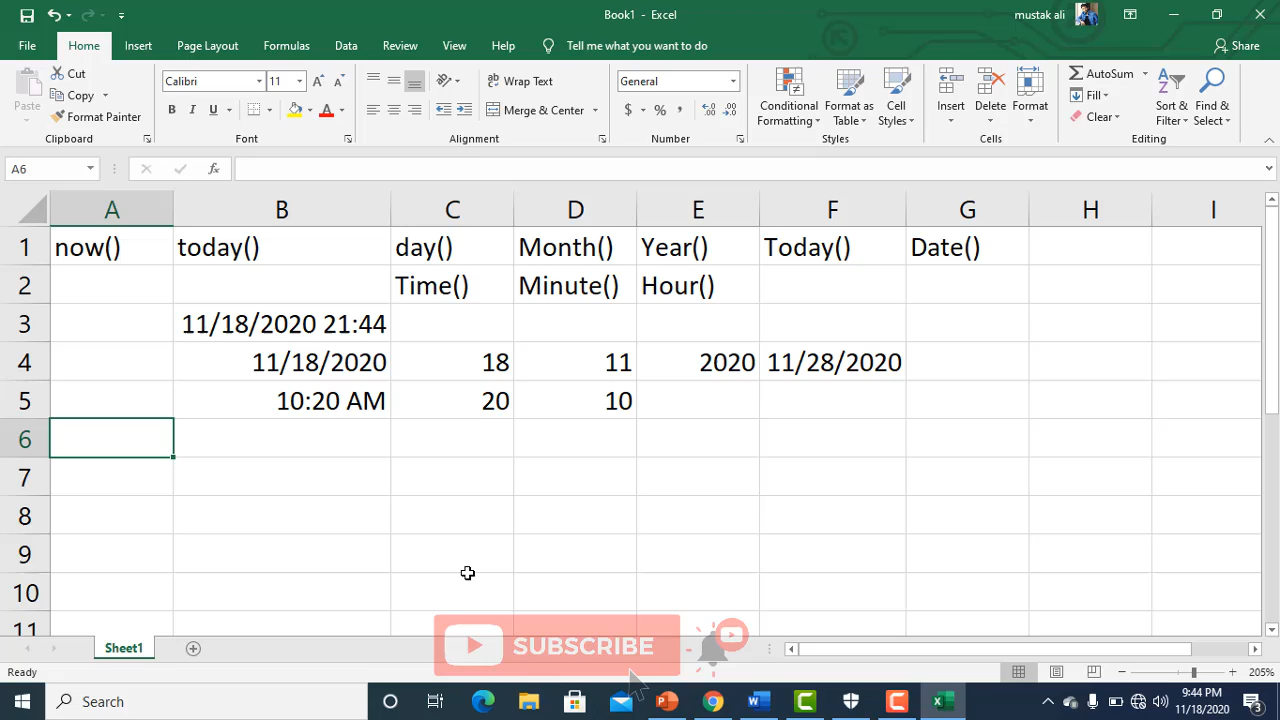 Book1 - Excel
mustak ali
File Home Insert Page Layout Formulas Data Review View Help Tell me what you want to do Share
Paste Cut Copy Format Painter Clipboard
Calibri 11 B I U A A A Font
ab Wrap Text Merge & Center Alignment
General $ % , Number
Conditional Formatting Format as Table Cell Styles Styles
Insert Delete Format Cells
AutoSum Fill Clear Sort & Filter Find & Select Editing
A6 fx
A B C D E F G H I
1 now() today() day() Month() Year() Today() Date()
2 Time() Minute() Hour()
3 11/18/2020 21:44
4 11/18/2020 18 11 2020 11/28/2020
5 10:20 AM 20 10
6
7
8
9
10
11
SUBSCRIBE
Sheet1
Ready 205%
Search 9:44 PM
11/18/2020 3